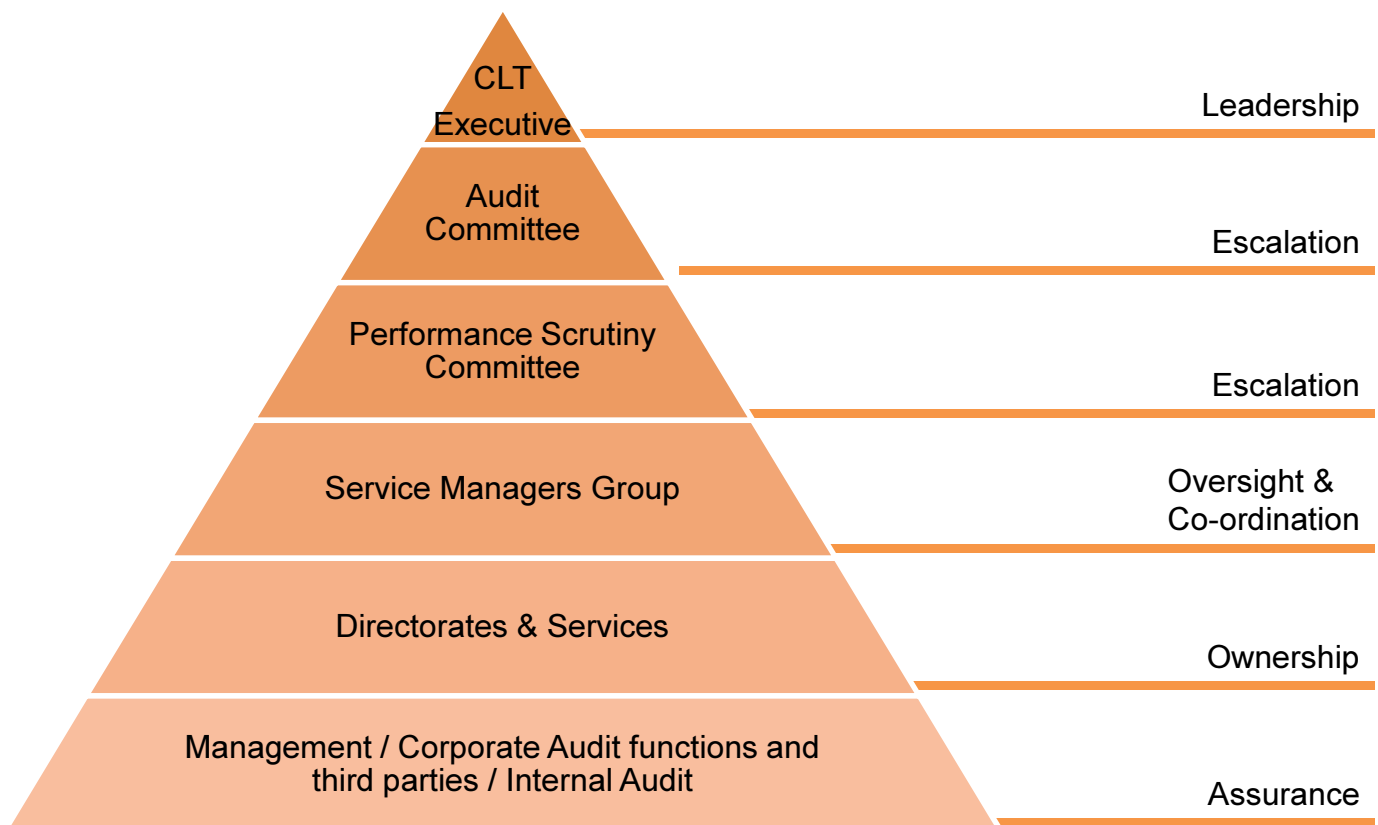 CLT
Executive
Leadership
Audit
Committee
Escalation
Performance Scrutiny
Committee
Escalation
Service Managers Group
Oversight &
Co-ordination
Directorates & Services
Ownership
Management / Corporate Audit functions and
third parties / Internal Audit
Assurance